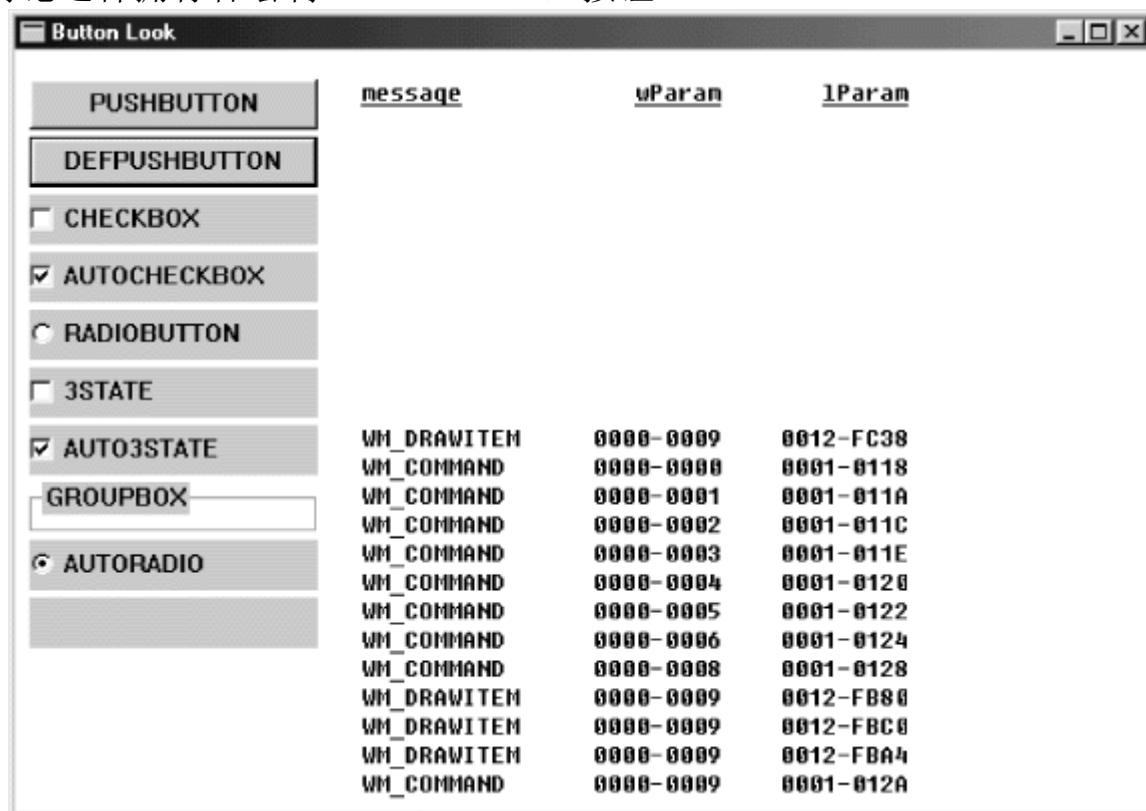 Button Look
message wParam lParam
PUSHBUTTON
DEFPUSHBUTTON
CHECKBOX
AUTOCHECKBOX
RADIOBUTTON
3STATE
AUTO3STATE
GROUPBOX
AUTORADIO
WM_DRAWITEM 0000-0009 0012-FC38
WM_COMMAND 0000-0000 0001-0118
WM_COMMAND 0000-0001 0001-011A
WM_COMMAND 0000-0002 0001-011C
WM_COMMAND 0000-0003 0001-011E
WM_COMMAND 0000-0004 0001-0120
WM_COMMAND 0000-0005 0001-0122
WM_COMMAND 0000-0006 0001-0124
WM_COMMAND 0000-0008 0001-0128
WM_DRAWITEM 0000-0009 0012-FB80
WM_DRAWITEM 0000-0009 0012-FBC0
WM_DRAWITEM 0000-0009 0012-FBA4
WM_COMMAND 0000-0009 0001-012A